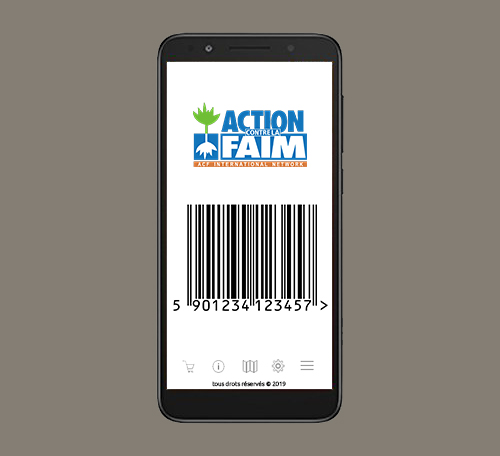 ACTION
CONTRE LA
FAIM
ACF INTERNATIONAL NETWORK
5 901234 123457 >
tous droits réservés © 2019